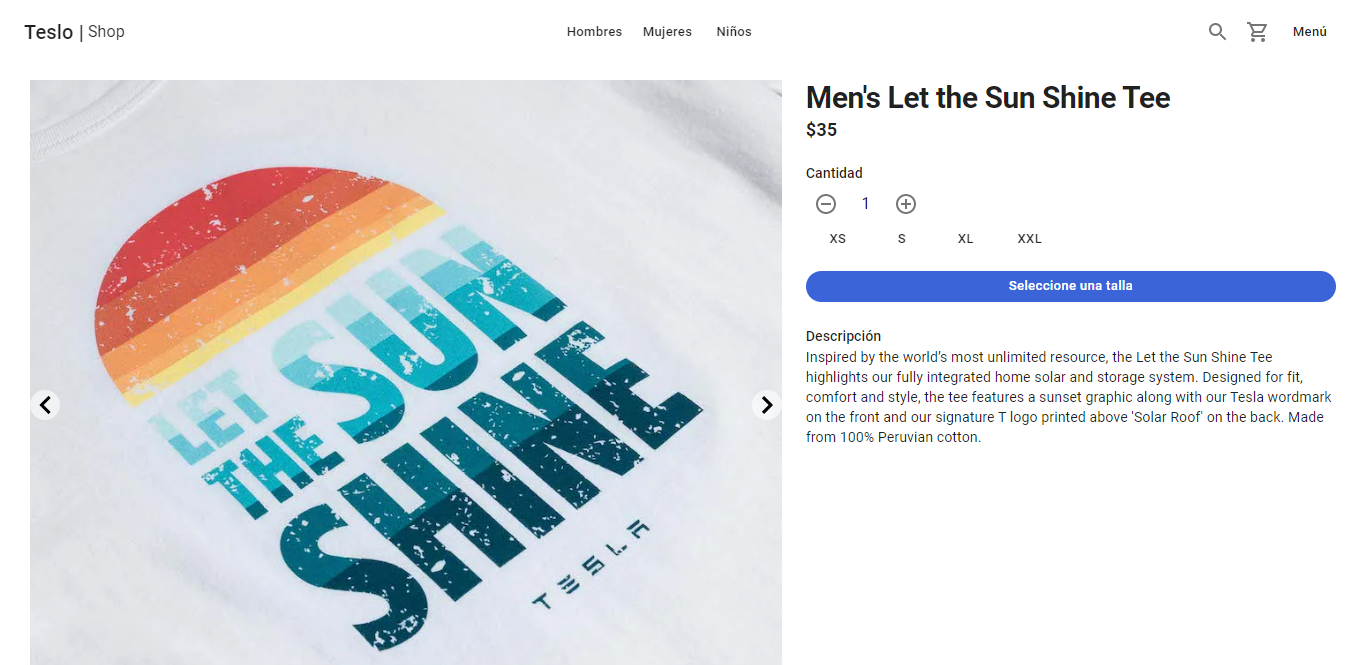 Teslo | Shop
Hombres Mujeres Niños
Menú
LET
THE SUN
SHINE
TESLA
Men's Let the Sun Shine Tee
$35
Cantidad
1
XS S XL XXL
Seleccione una talla
Descripción
Inspired by the world’s most unlimited resource, the Let the Sun Shine Tee
highlights our fully integrated home solar and storage system. Designed for fit,
comfort and style, the tee features a sunset graphic along with our Tesla wordmark
on the front and our signature T logo printed above 'Solar Roof' on the back. Made
from 100% Peruvian cotton.